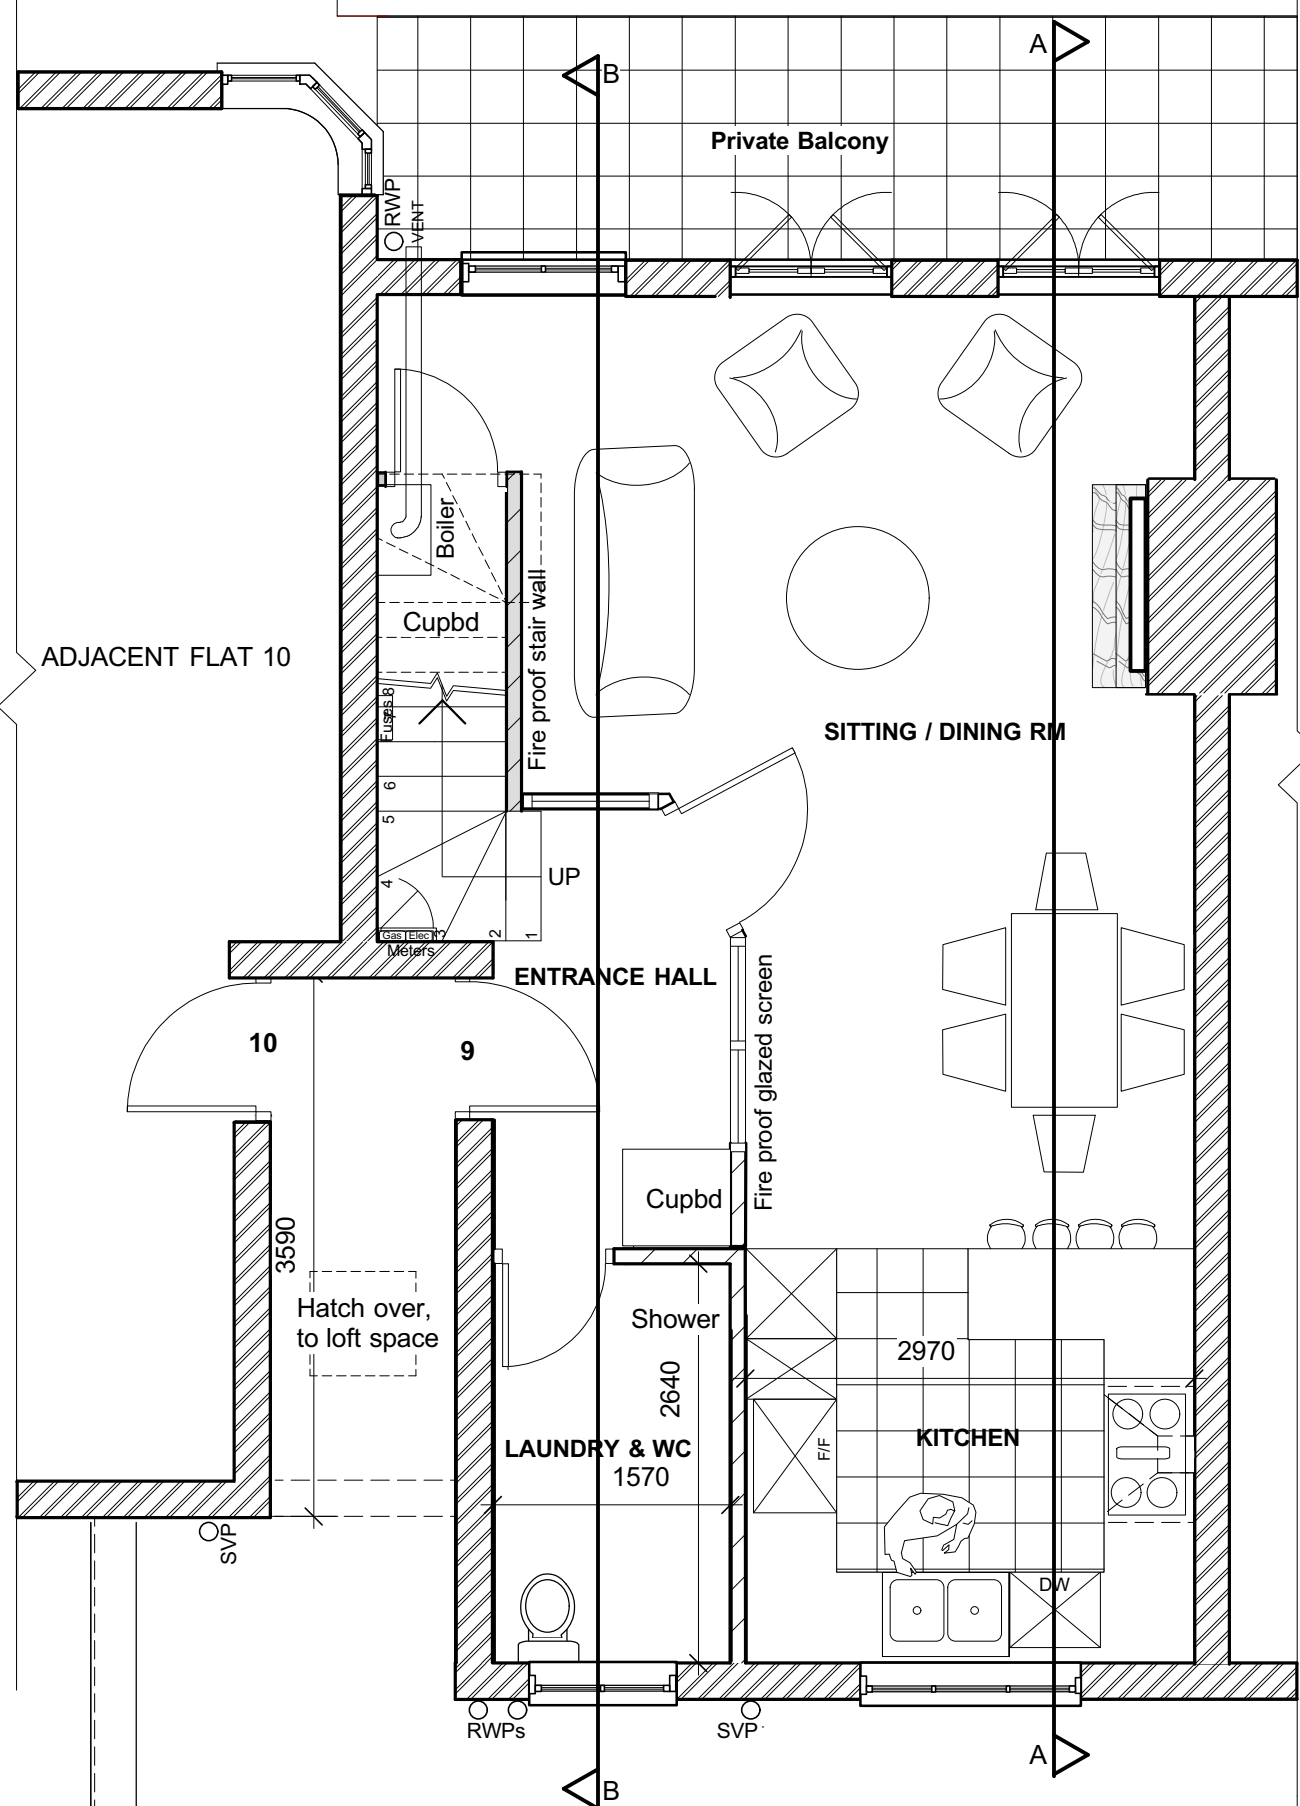 A
B
Private Balcony
RWP
VENT
Boiler
Cupbd
Fire proof stair wall
ADJACENT FLAT 10
Fuses
8
6
5
4
3
2
1
UP
Gas
Elec
Meters
SITTING / DINING RM
ENTRANCE HALL
10
9
Fire proof glazed screen
Cupbd
3590
Hatch over,
to loft space
Shower
2640
2970
LAUNDRY & WC
1570
F/F
KITCHEN
DW
SVP
RWPs
SVP
A
B